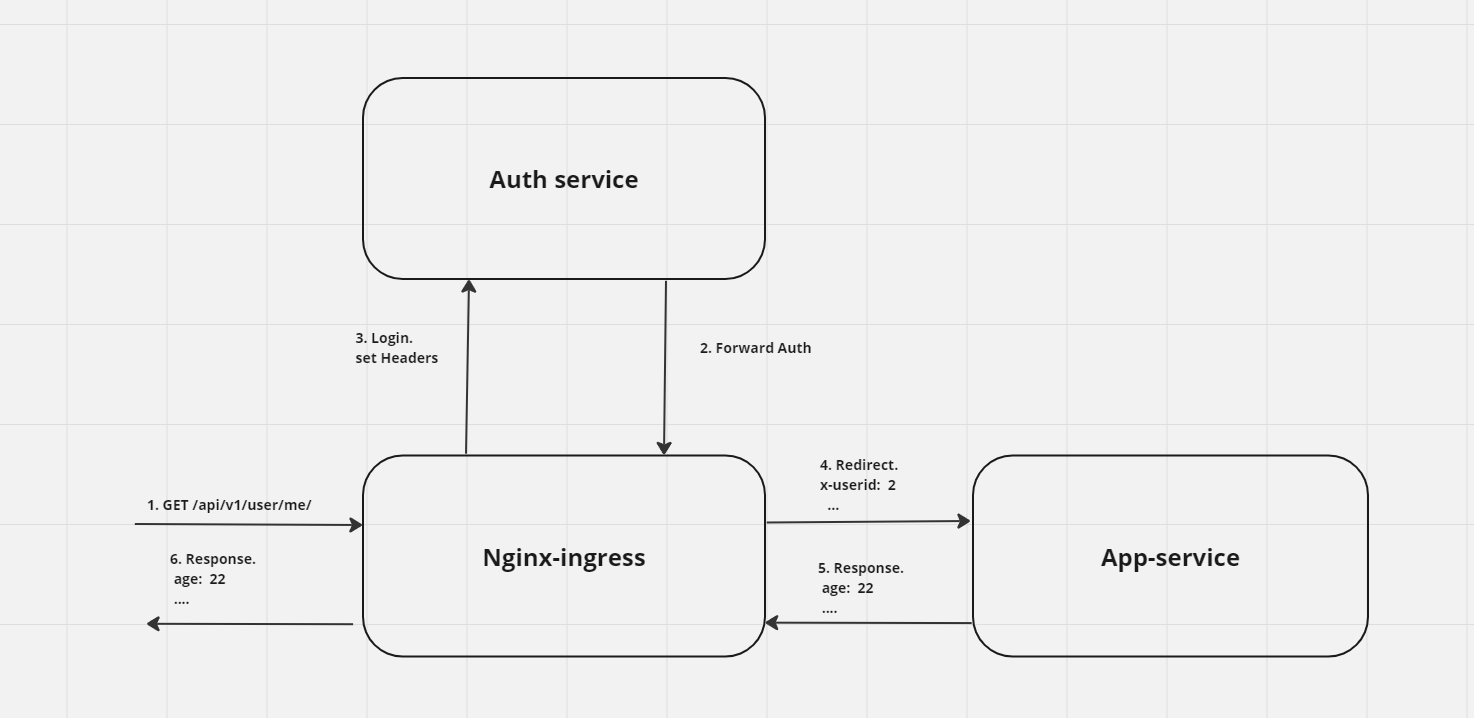 Auth service
3. Login.
set Headers
2. Forward Auth
1. GET /api/v1/user/me/
Nginx-ingress
6. Response.
age: 22
....
4. Redirect.
x-userid: 2
...
5. Response.
age: 22
....
App-service